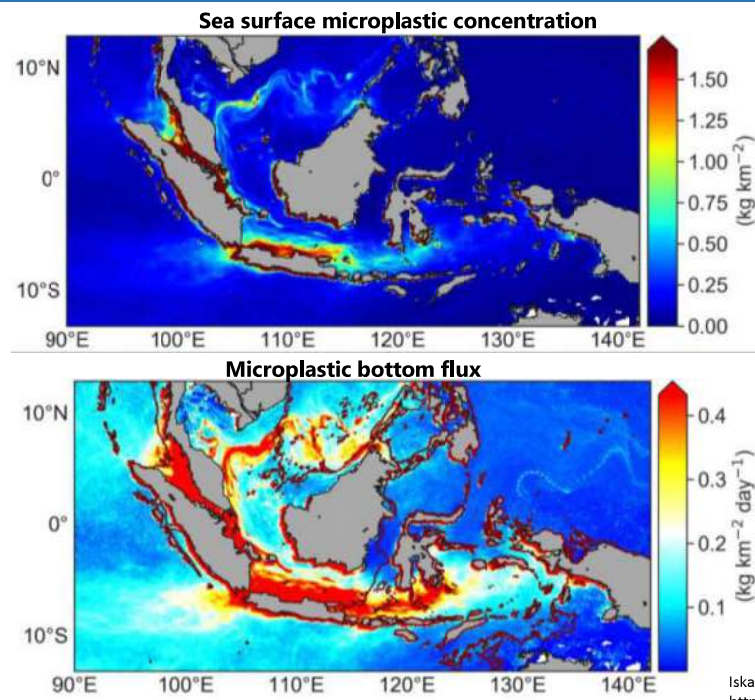 Sea surface microplastic concentration
10°N
0°
10°S
90°E 100°E 110°E 120°E 130°E 140°E
1.50
1.25
1.00
0.75
0.50
0.25
0.00
(kg km⁻²)
Microplastic bottom flux
10°N
0°
10°S
90°E 100°E 110°E 120°E 130°E 140°E
0.4
0.3
0.2
0.1
(kg km⁻² day⁻¹)
Iska